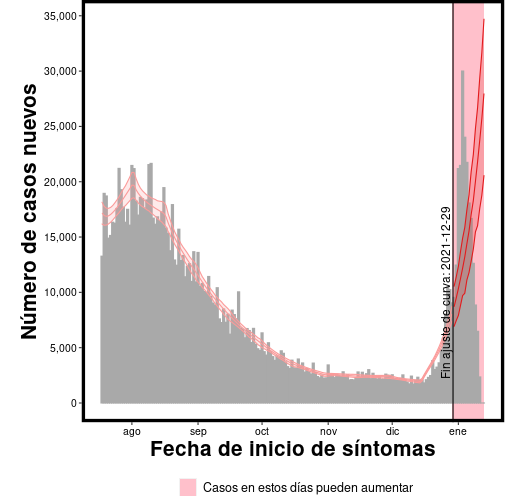 35,000
30,000
25,000
20,000
15,000
10,000
5,000
0
Número de casos nuevos
Fin ajuste de curva: 2021-12-29
ago sep oct nov dic ene
Fecha de inicio de síntomas
Casos en estos días pueden aumentar